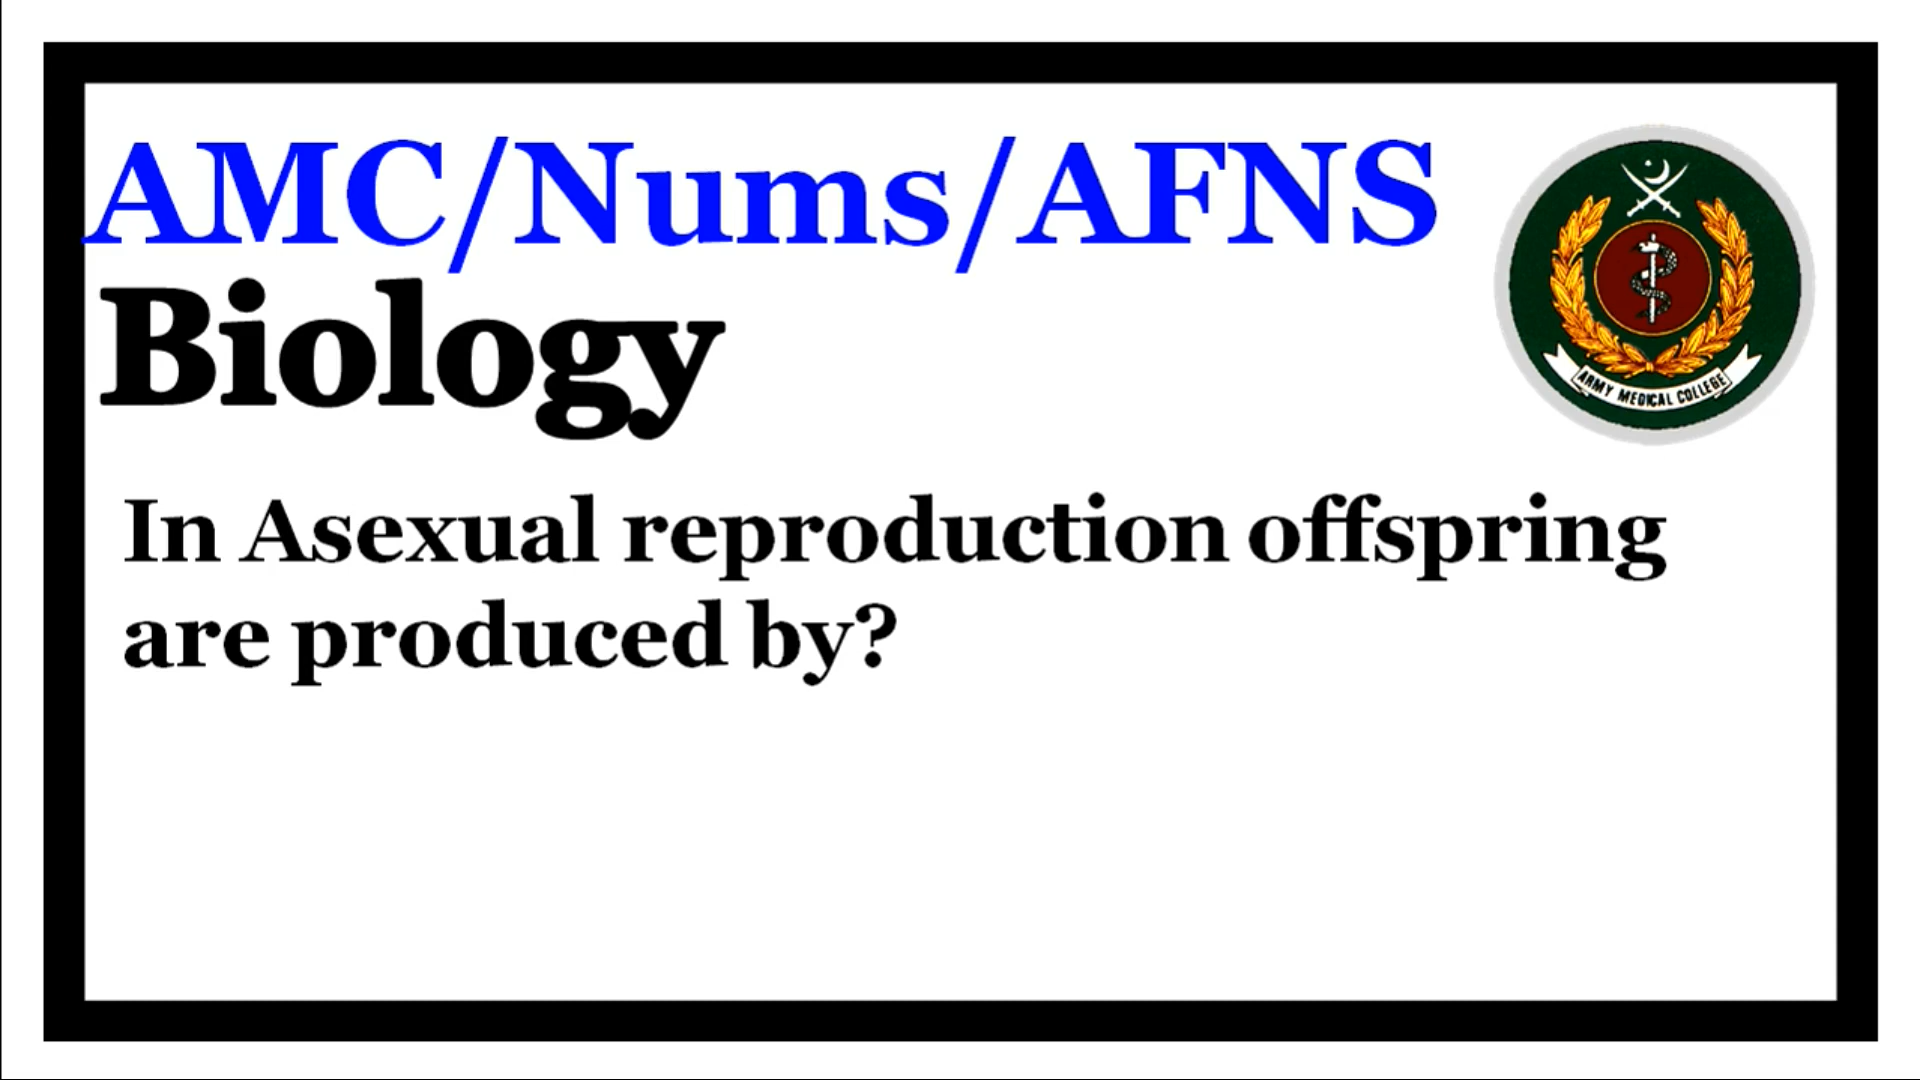 AMC/Nums/AFNS
Biology
ARMY MEDICAL COLLEGE
In Asexual reproduction offspring
are produced by?